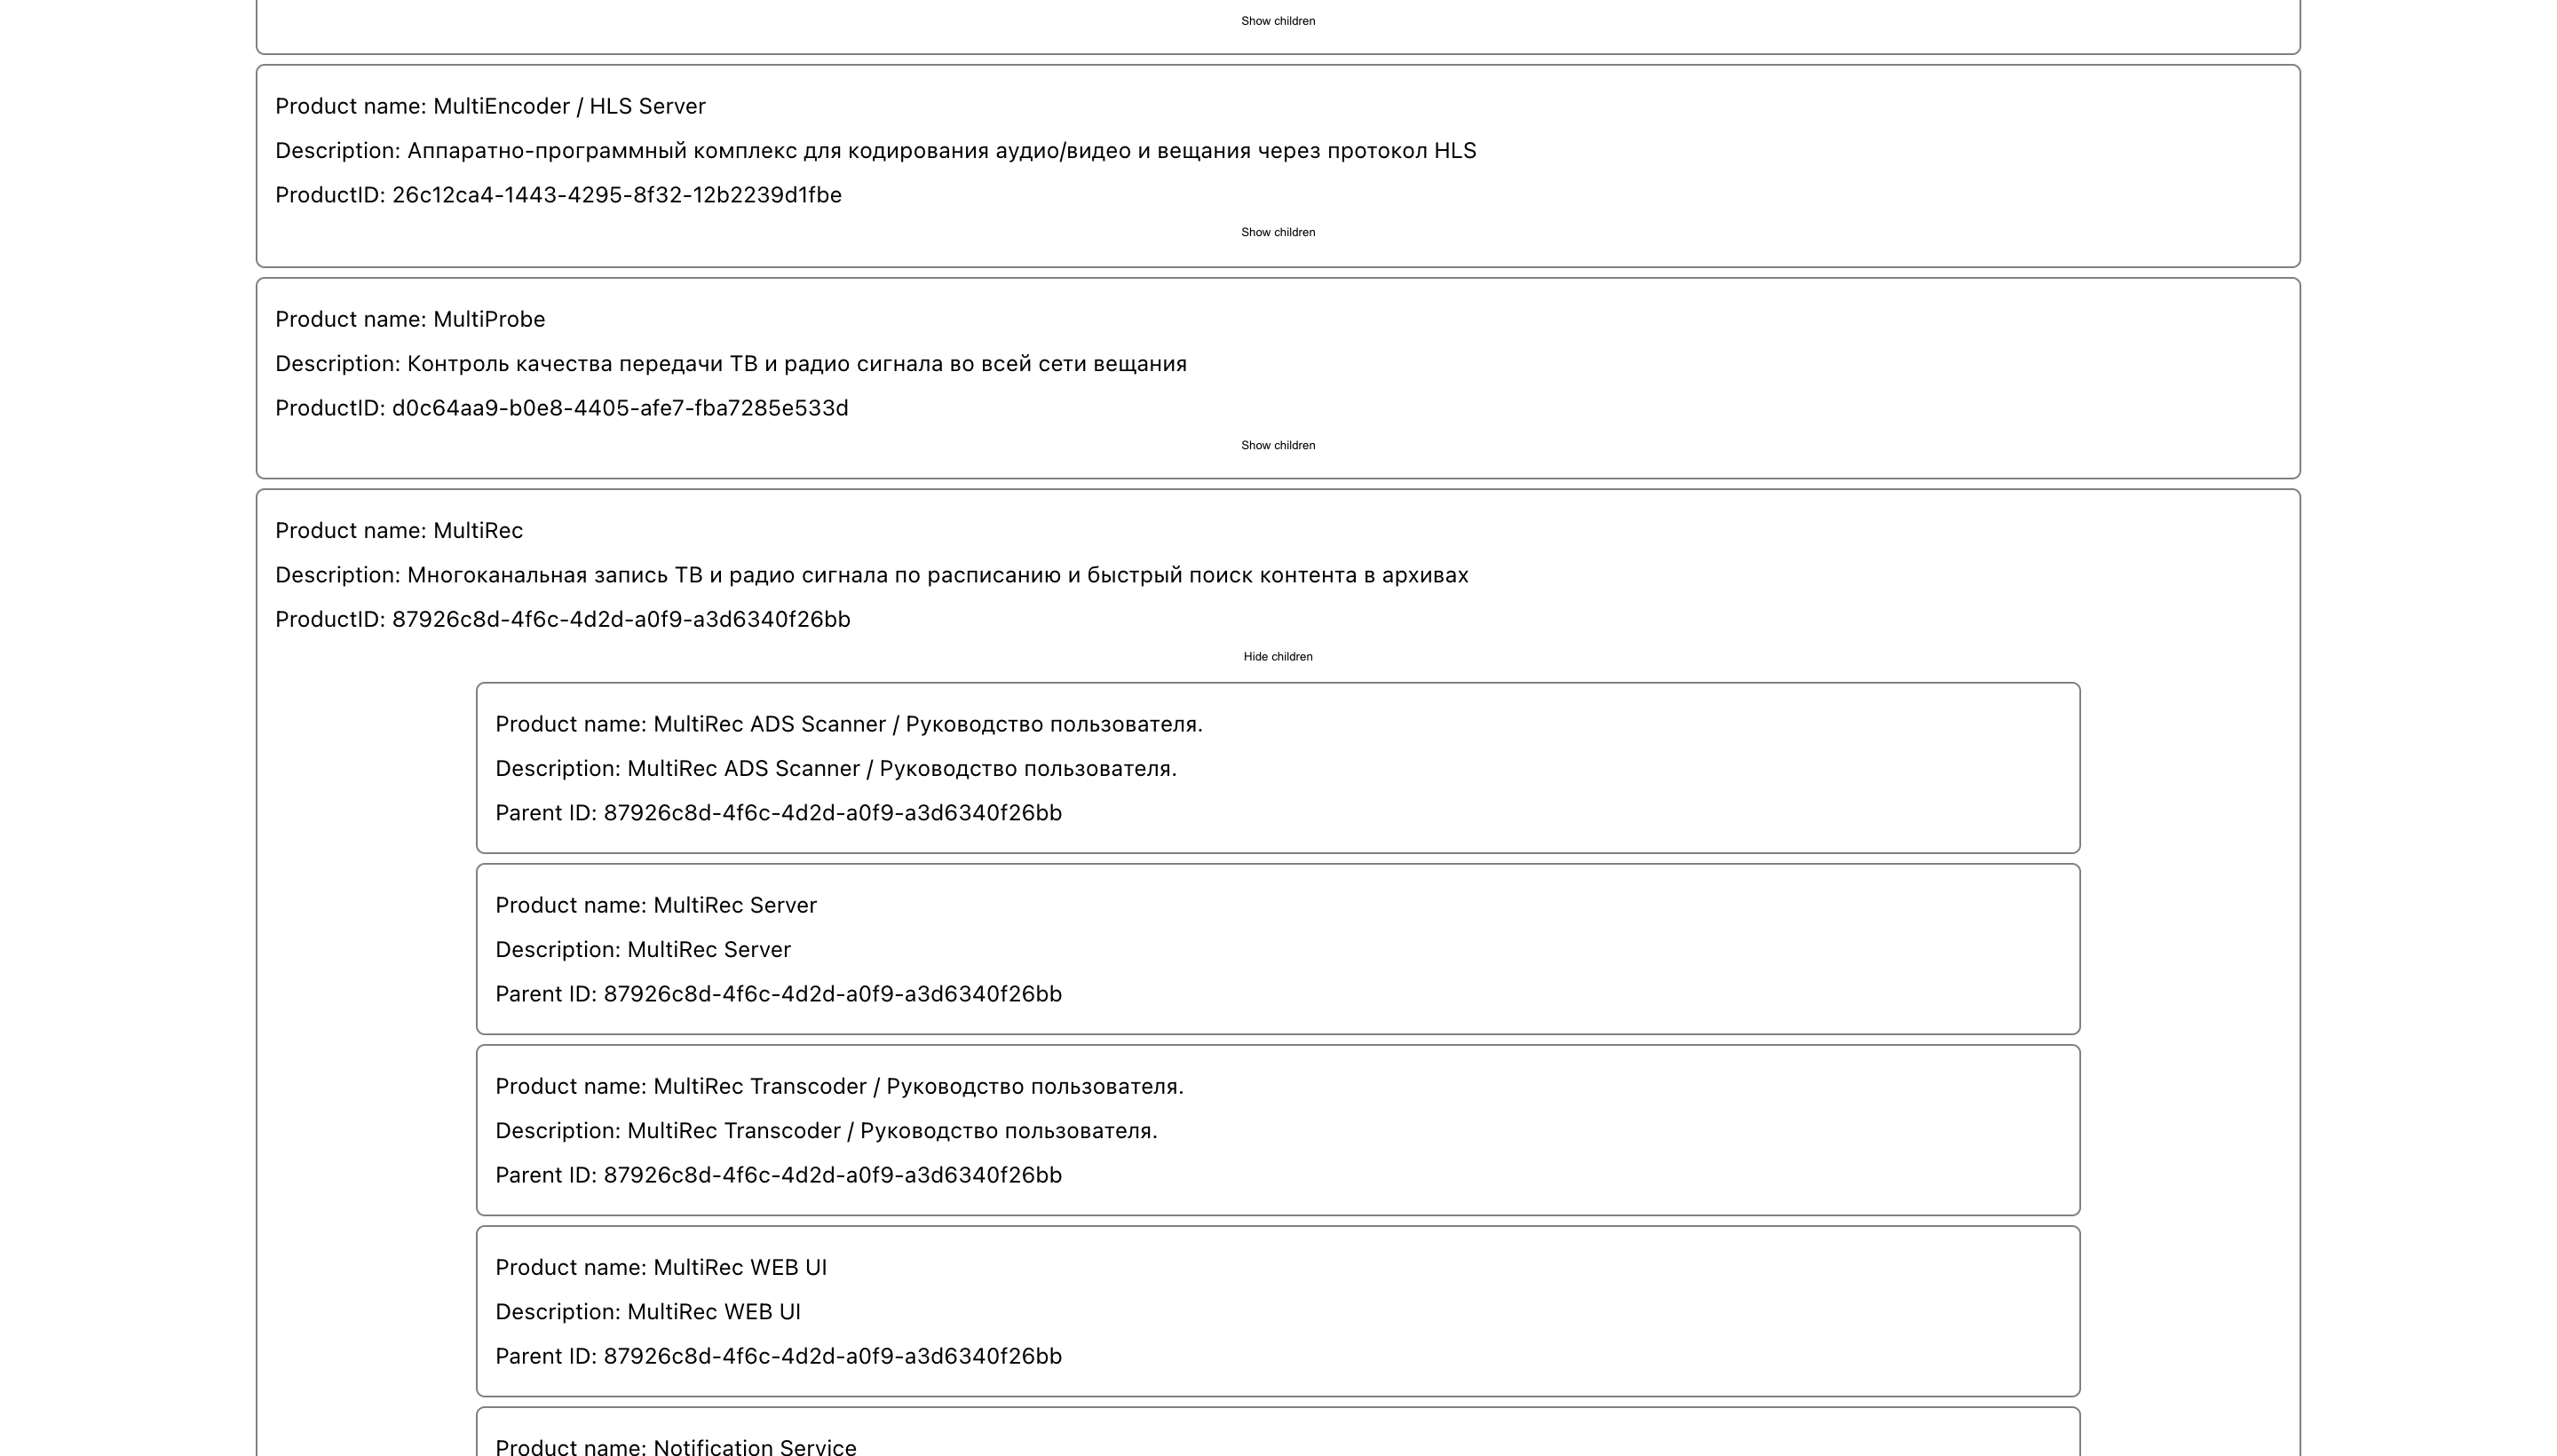 Show children
Product name: MultiEncoder / HLS Server
Description: Аппаратно-программный комплекс для кодирования аудио/видео и вещания через протокол HLS
ProductID: 26c12ca4-1443-4295-8f32-12b2239d1fbe
Show children
Product name: MultiProbe
Description: Контроль качества передачи ТВ и радио сигнала во всей сети вещания
ProductID: d0c64aa9-b0e8-4405-afe7-fba7285e533d
Show children
Product name: MultiRec
Description: Многоканальная запись ТВ и радио сигнала по расписанию и быстрый поиск контента в архивах
ProductID: 87926c8d-4f6c-4d2d-a0f9-a3d6340f26bb
Hide children
Product name: MultiRec ADS Scanner / Руководство пользователя.
Description: MultiRec ADS Scanner / Руководство пользователя.
Parent ID: 87926c8d-4f6c-4d2d-a0f9-a3d6340f26bb
Product name: MultiRec Server
Description: MultiRec Server
Parent ID: 87926c8d-4f6c-4d2d-a0f9-a3d6340f26bb
Product name: MultiRec Transcoder / Руководство пользователя.
Description: MultiRec Transcoder / Руководство пользователя.
Parent ID: 87926c8d-4f6c-4d2d-a0f9-a3d6340f26bb
Product name: MultiRec WEB UI
Description: MultiRec WEB UI
Parent ID: 87926c8d-4f6c-4d2d-a0f9-a3d6340f26bb
Product name: Notification Service